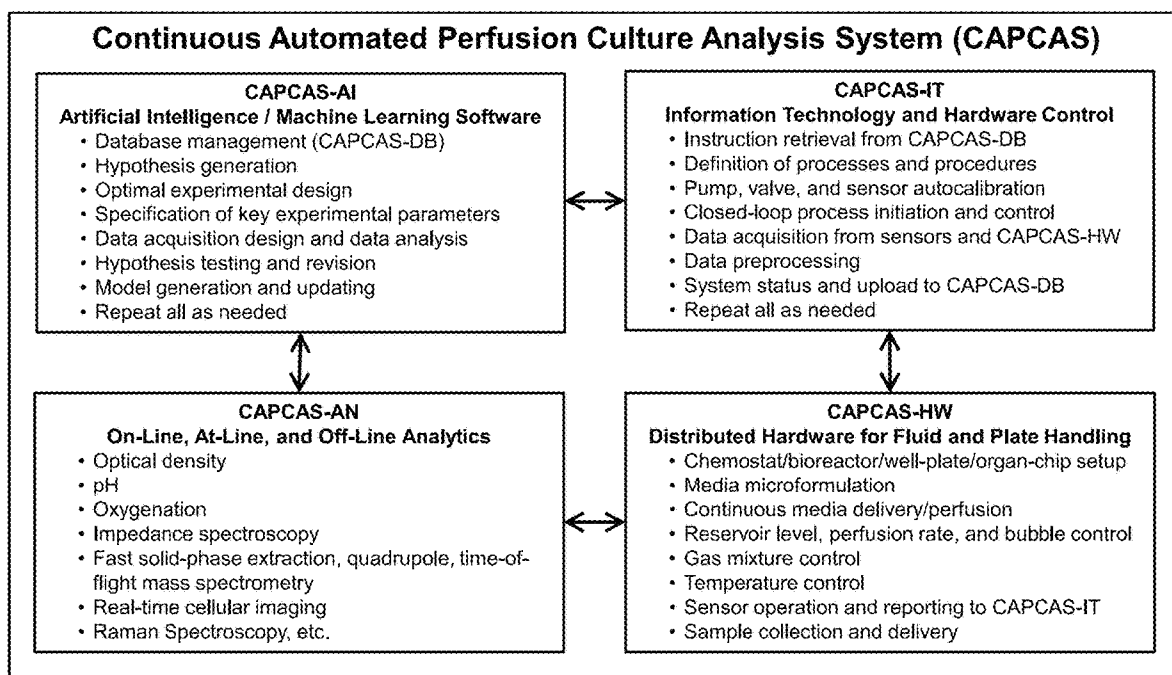 Continuous Automated Perfusion Culture Analysis System (CAPCAS)
CAPCAS-AI
Artificial Intelligence / Machine Learning Software
• Database management (CAPCAS-DB)
• Hypothesis generation
• Optimal experimental design
• Specification of key experimental parameters
• Data acquisition design and data analysis
• Hypothesis testing and revision
• Model generation and updating
• Repeat all as needed
CAPCAS-IT
Information Technology and Hardware Control
• Instruction retrieval from CAPCAS-DB
• Definition of processes and procedures
• Pump, valve, and sensor autocalibration
• Closed-loop process initiation and control
• Data acquisition from sensors and CAPCAS-HW
• Data preprocessing
• System status and upload to CAPCAS-DB
• Repeat all as needed
CAPCAS-AN
On-Line, At-Line, and Off-Line Analytics
• Optical density
• pH
• Oxygenation
• Impedance spectroscopy
• Fast solid-phase extraction, quadrupole, time-of-
flight mass spectrometry
• Real-time cellular imaging
• Raman Spectroscopy, etc.
CAPCAS-HW
Distributed Hardware for Fluid and Plate Handling
• Chemostat/bioreactor/well-plate/organ-chip setup
• Media microformulation
• Continuous media delivery/perfusion
• Reservoir level, perfusion rate, and bubble control
• Gas mixture control
• Temperature control
• Sensor operation and reporting to CAPCAS-IT
• Sample collection and delivery